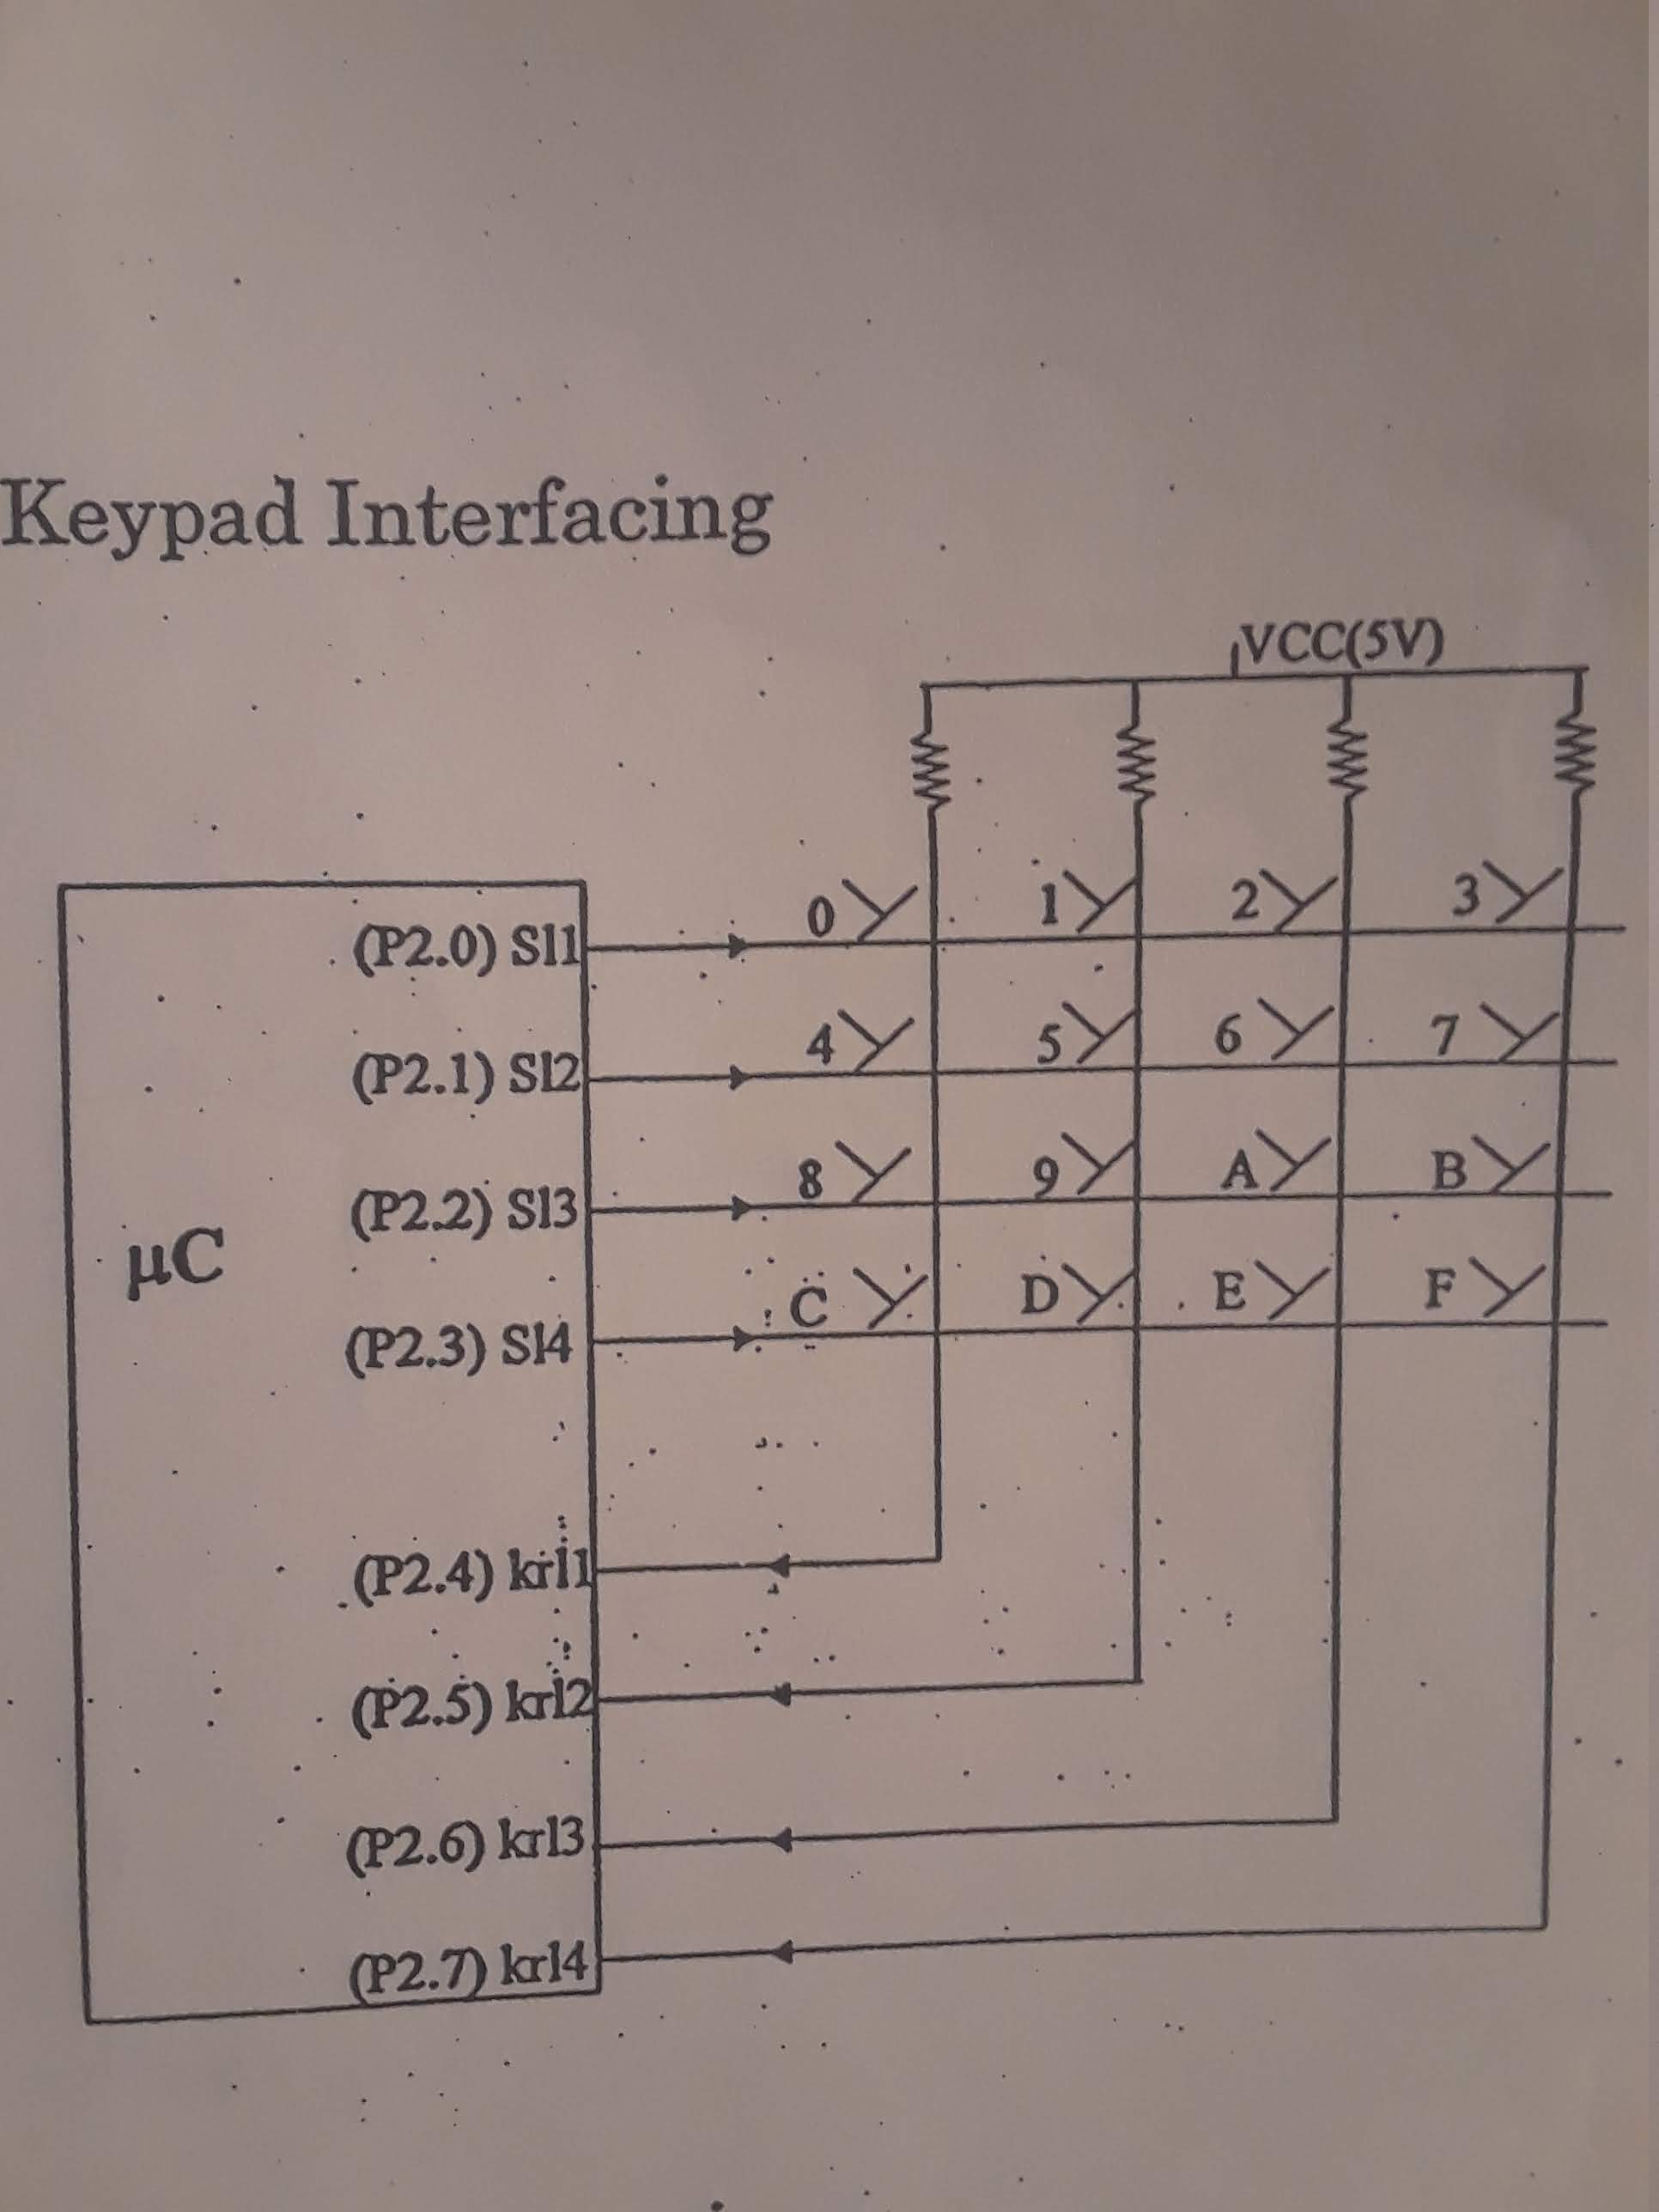 Keypad Interfacing
VCC(5V)
0 1 2 3
(P2.0) Sl1
4 5 6 7
(P2.1) Sl2
8 9 A B
(P2.2) Sl3
µC
C D E F
(P2.3) Sl4
(P2.4) krl1
(P2.5) krl2
(P2.6) krl3
(P2.7) krl4